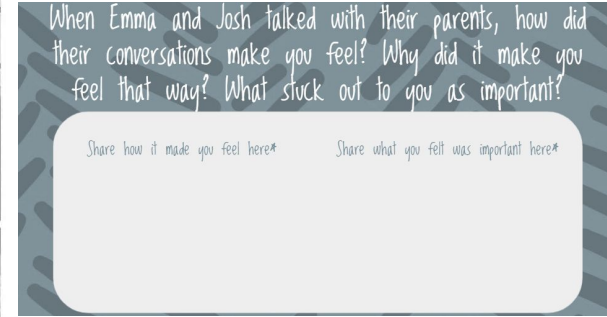 When Emma and Josh talked with their parents, how did
their conversations make you feel? Why did it make you
feel that way? What stuck out to you as important?
Share how it made you feel here*
Share what you felt was important here*